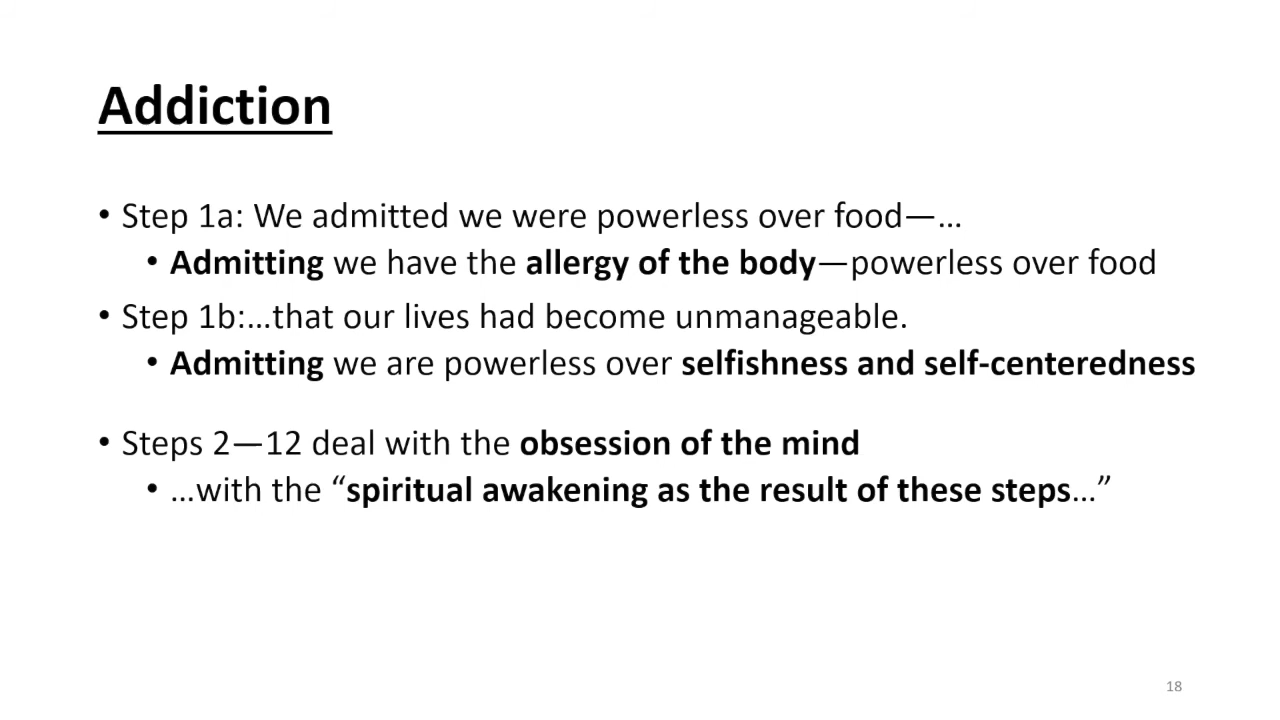 Addiction
• Step 1a: We admitted we were powerless over food—…
• Admitting we have the allergy of the body—powerless over food
• Step 1b:…that our lives had become unmanageable.
• Admitting we are powerless over selfishness and self-centeredness
• Steps 2—12 deal with the obsession of the mind
• …with the “spiritual awakening as the result of these steps…”
18